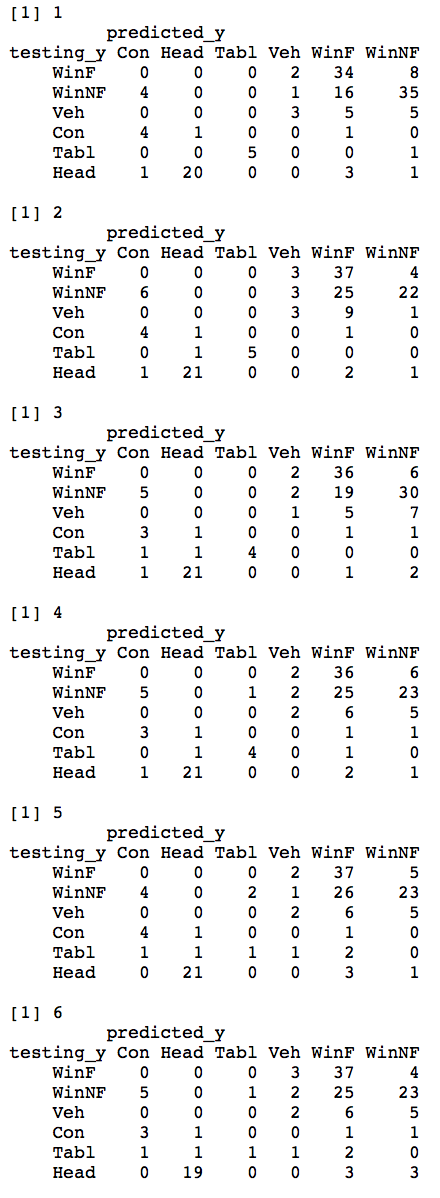 [1] 1
         predicted_y
testing_y Con Head Tabl Veh WinF WinNF
    WinF    0    0    0   2   34     8
    WinNF   4    0    0   1   16    35
    Veh     0    0    0   3    5     5
    Con     4    1    0   0    1     0
    Tabl    0    0    5   0    0     1
    Head    1   20    0   0    3     1

[1] 2
         predicted_y
testing_y Con Head Tabl Veh WinF WinNF
    WinF    0    0    0   3   37     4
    WinNF   6    0    0   3   25    22
    Veh     0    0    0   3    9     1
    Con     4    1    0   0    1     0
    Tabl    0    1    5   0    0     0
    Head    1   21    0   0    2     1

[1] 3
         predicted_y
testing_y Con Head Tabl Veh WinF WinNF
    WinF    0    0    0   2   36     6
    WinNF   5    0    0   2   19    30
    Veh     0    0    0   1    5     7
    Con     3    1    0   0    1     1
    Tabl    1    1    4   0    0     0
    Head    1   21    0   0    1     2

[1] 4
         predicted_y
testing_y Con Head Tabl Veh WinF WinNF
    WinF    0    0    0   2   36     6
    WinNF   5    0    1   2   25    23
    Veh     0    0    0   2    6     5
    Con     3    1    0   0    1     1
    Tabl    0    1    4   0    1     0
    Head    1   21    0   0    2     1

[1] 5
         predicted_y
testing_y Con Head Tabl Veh WinF WinNF
    WinF    0    0    0   2   37     5
    WinNF   4    0    2   1   26    23
    Veh     0    0    0   2    6     5
    Con     4    1    0   0    1     0
    Tabl    1    1    1   1    2     0
    Head    0   21    0   0    3     1

[1] 6
         predicted_y
testing_y Con Head Tabl Veh WinF WinNF
    WinF    0    0    0   3   37     4
    WinNF   5    0    1   2   25    23
    Veh     0    0    0   2    6     5
    Con     3    1    0   0    1     1
    Tabl    1    1    1   1    2     0
    Head    0   19    0   0    3     3